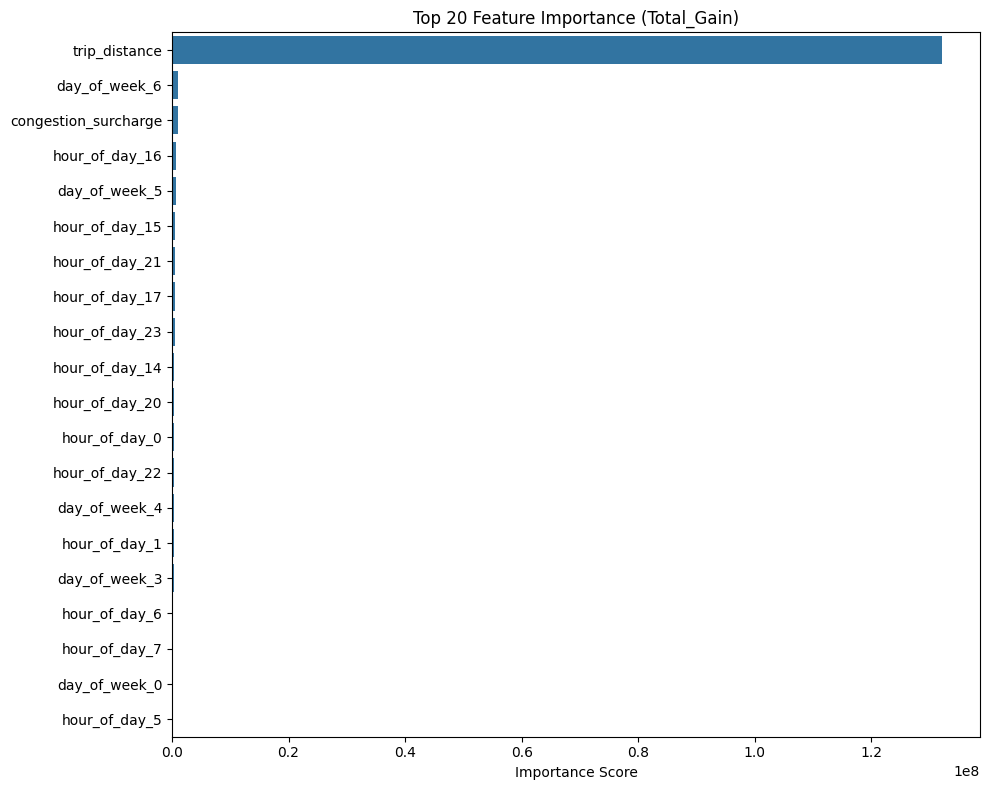 Top 20 Feature Importance (Total_Gain)
trip_distance
day_of_week_6
congestion_surcharge
hour_of_day_16
day_of_week_5
hour_of_day_15
hour_of_day_21
hour_of_day_17
hour_of_day_23
hour_of_day_14
hour_of_day_20
hour_of_day_0
hour_of_day_22
day_of_week_4
hour_of_day_1
day_of_week_3
hour_of_day_6
hour_of_day_7
day_of_week_0
hour_of_day_5
0.0 0.2 0.4 0.6 0.8 1.0 1.2
1e8
Importance Score